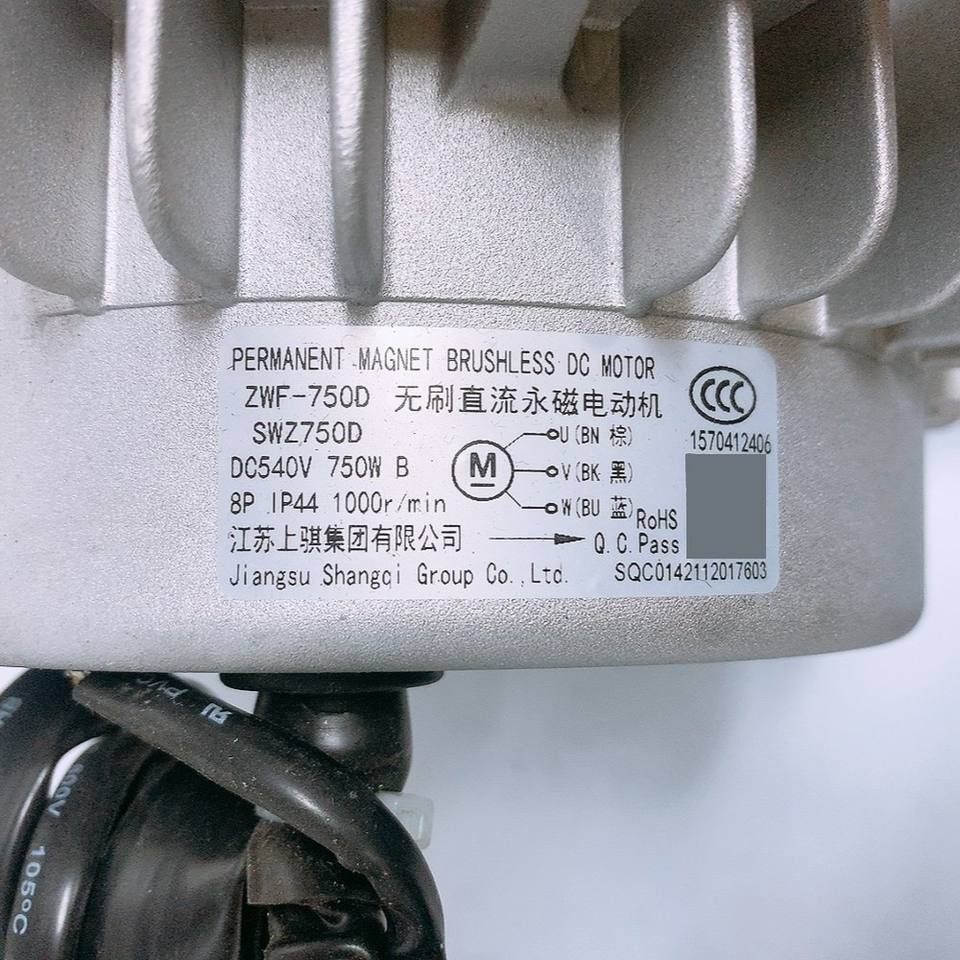 PERMANENT MAGNET BRUSHLESS DC MOTOR
ZWF-750D 无刷直流永磁电动机
CCC
SWZ750D
U(BN 棕)
1570412406
DC540V 750W B
M
V(BK 黑)
8P IP44 1000r/min
W(BU 蓝)
RoHS
江苏上骐集团有限公司
Q.C.Pass
Jiangsu Shangqi Group Co.,Ltd.
SQC0142112017603
105°C